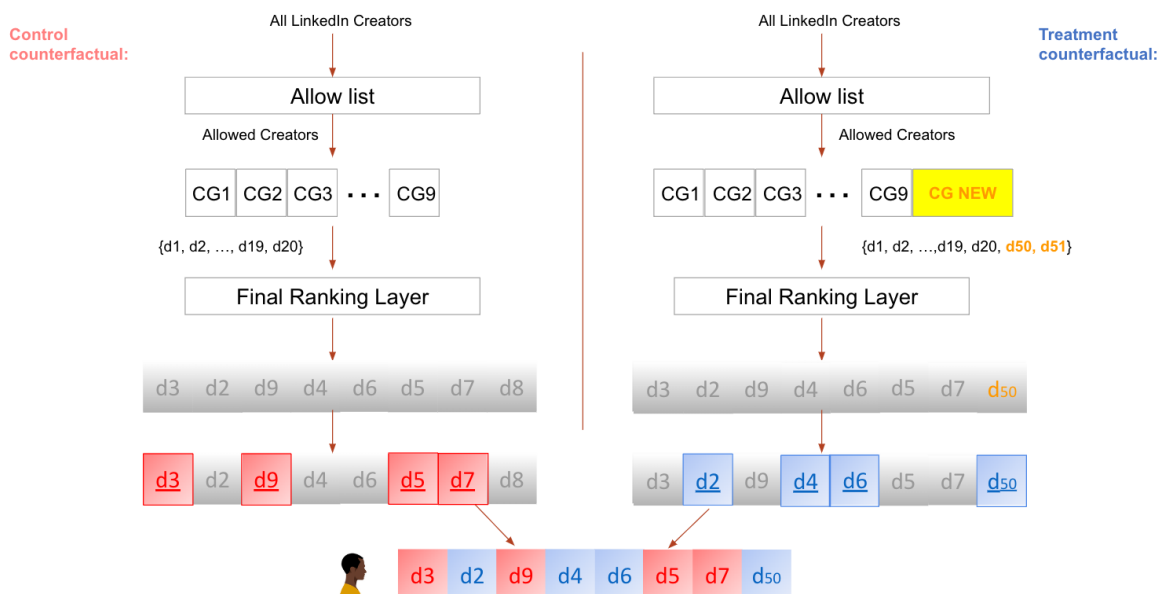 Control
counterfactual:
All LinkedIn Creators
Allow list
Allowed Creators
CG1 CG2 CG3 ... CG9
{d1, d2, …, d19, d20}
Final Ranking Layer
d3 d2 d9 d4 d6 d5 d7 d8
d3 d2 d9 d4 d6 d5 d7 d8
All LinkedIn Creators
Treatment
counterfactual:
Allow list
Allowed Creators
CG1 CG2 CG3 ... CG9 CG NEW
{d1, d2, …,d19, d20, d50, d51}
Final Ranking Layer
d3 d2 d9 d4 d6 d5 d7 d50
d3 d2 d9 d4 d6 d5 d7 d50
d3 d2 d9 d4 d6 d5 d7 d50